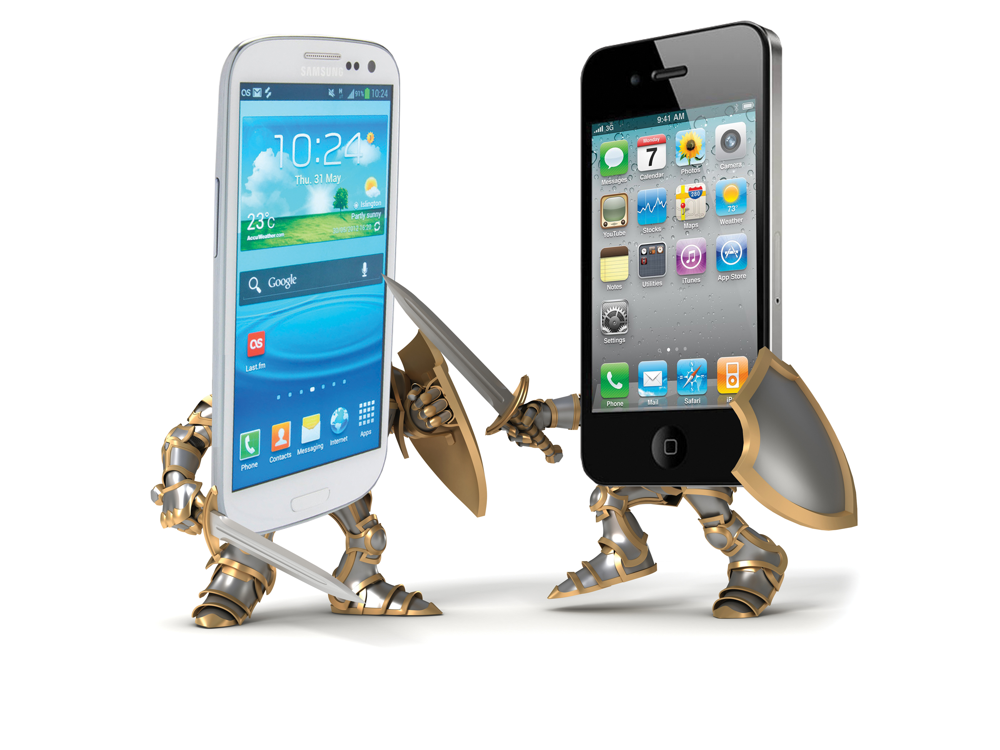 SAMSUNG
91% 10:24
10:24
Thu. 31 May
Islington
Partly sunny
23°C
30/05/2012 16:20
AccuWeather.com
Google
Last.fm
Phone
Contacts
Messaging
Internet
Apps
3G 9:41 AM
Monday
7
Messages Calendar Photos Camera
280
73°
YouTube Stocks Maps Weather
Notes Utilities iTunes App Store
Settings
Phone Mail Safari